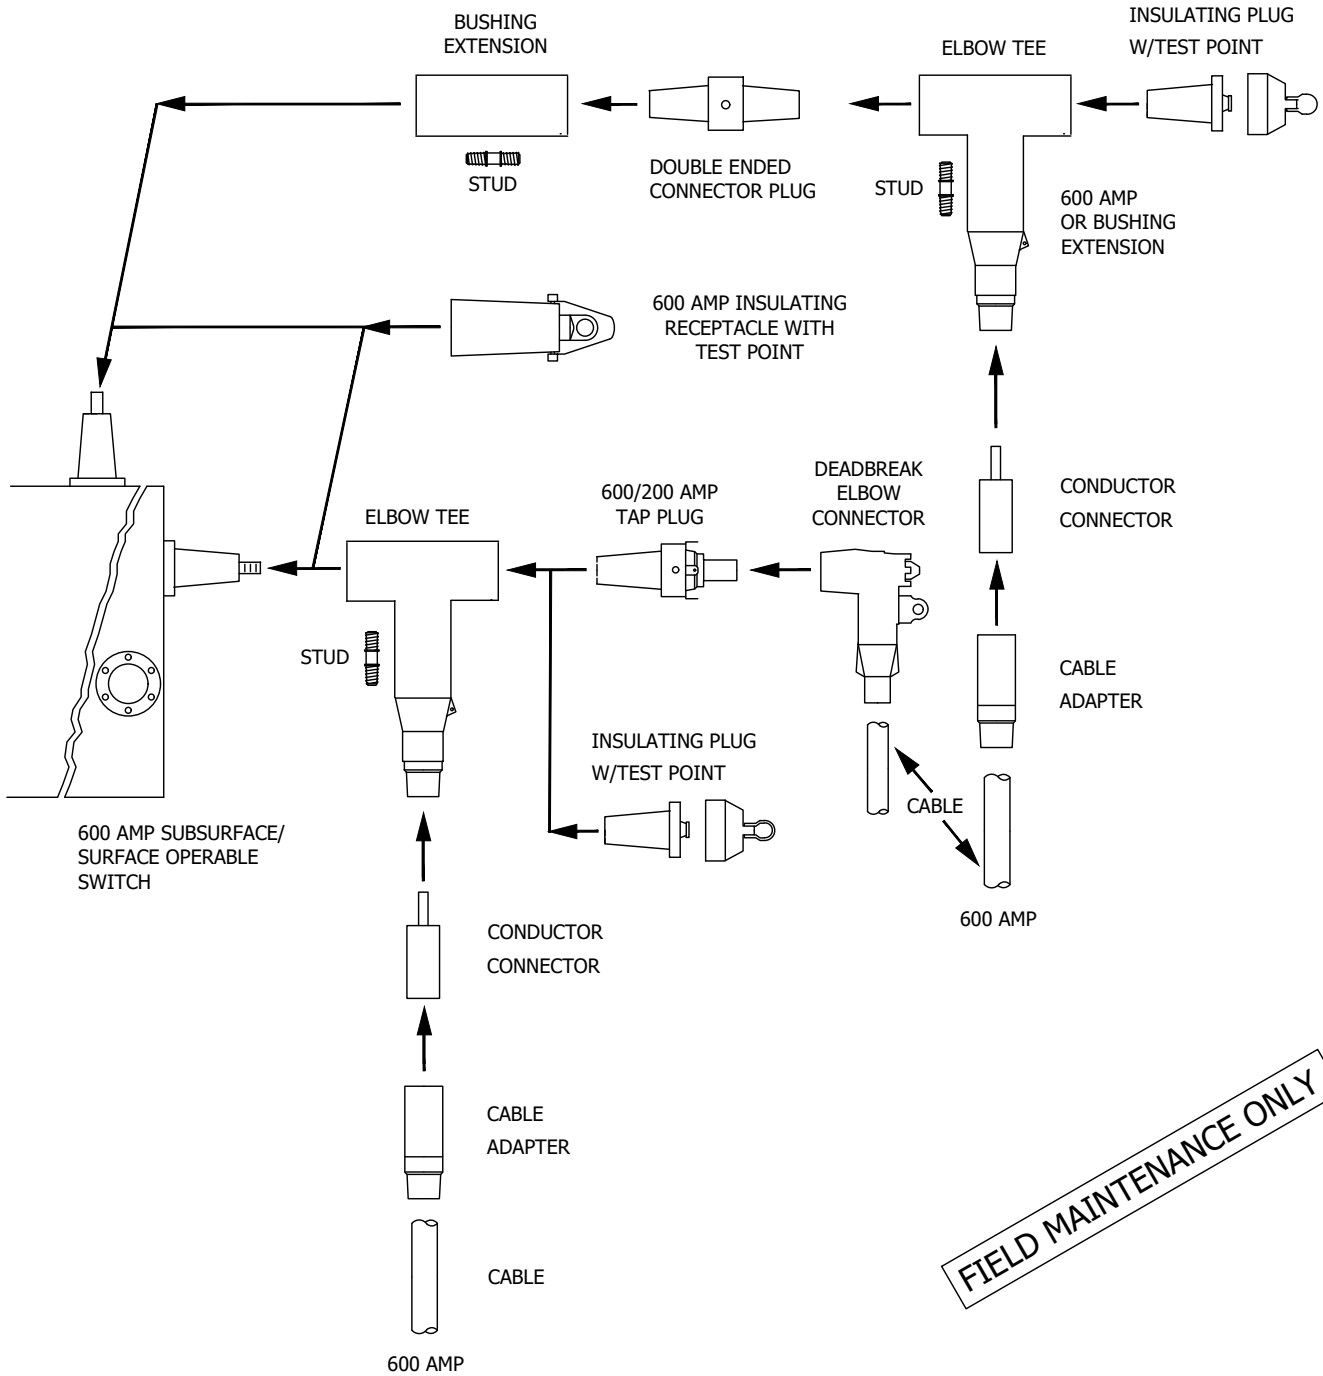 BUSHING
EXTENSION
ELBOW TEE
INSULATING PLUG
W/TEST POINT
STUD
DOUBLE ENDED
CONNECTOR PLUG
STUD
600 AMP
OR BUSHING
EXTENSION
600 AMP INSULATING
RECEPTACLE WITH
TEST POINT
ELBOW TEE
600/200 AMP
TAP PLUG
DEADBREAK
ELBOW
CONNECTOR
CONDUCTOR
CONNECTOR
STUD
CABLE
ADAPTER
INSULATING PLUG
W/TEST POINT
CABLE
600 AMP
600 AMP SUBSURFACE/
SURFACE OPERABLE
SWITCH
CONDUCTOR
CONNECTOR
CABLE
ADAPTER
CABLE
600 AMP
FIELD MAINTENANCE ONLY